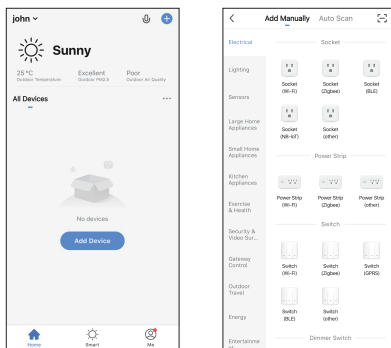 john
Sunny
25 °C Excellent Poor
Outdoor Temperature Outdoor PM2.5 Outdoor Air Quality
All Devices
No devices
Add Device
Home Smart Me
Add Manually Auto Scan
Electrical
Lighting
Sensors
Large Home
Appliances
Small Home
Appliances
Kitchen
Appliances
Exercise
& Health
Security &
Video Sur...
Gateway
Control
Outdoor
Travel
Energy
Entertainme
Socket
Socket Socket Socket
(Wi-Fi) (Zigbee) (BLE)
Socket Socket
(NB-IoT) (other)
Power Strip
Power Strip Power Strip Power Strip
(Wi-Fi) (Zigbee) (other)
Switch
Switch Switch Switch
(Wi-Fi) (Zigbee) (GPRS)
Switch Switch
(BLE) (other)
Dimmer Switch